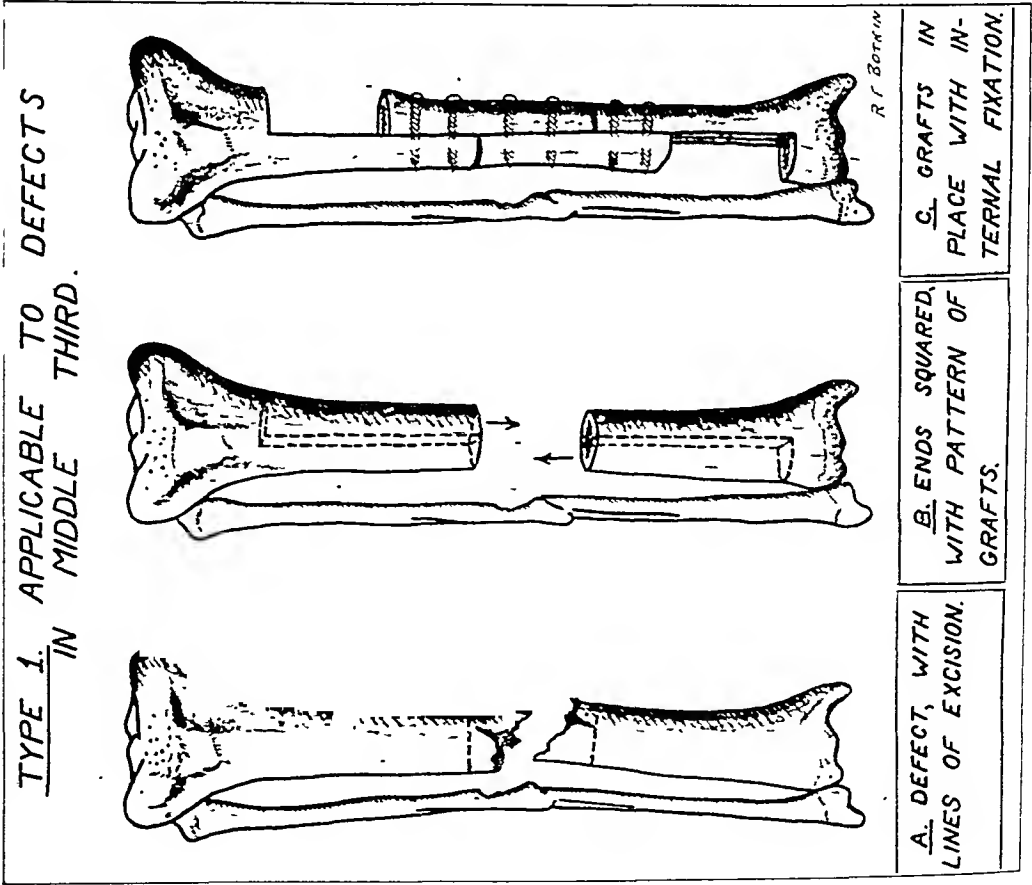 TYPE 1. APPLICABLE TO DEFECTS
IN MIDDLE THIRD.
A. DEFECT, WITH
LINES OF EXCISION.
B. ENDS SQUARED,
WITH PATTERN OF
GRAFTS.
C. GRAFTS IN
PLACE WITH IN-
TERNAL FIXATION.
R F BOTKIN